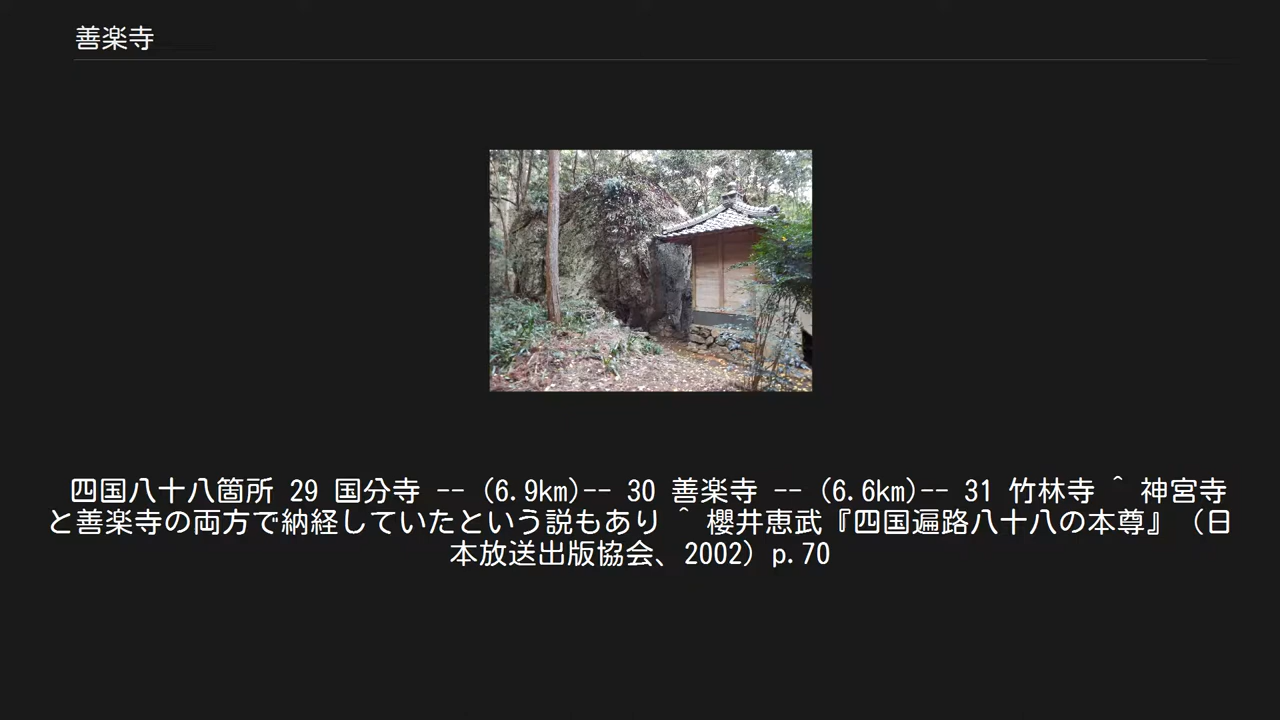 善楽寺
四国八十八箇所 29 国分寺 -- (6.9km)-- 30 善楽寺 -- (6.6km)-- 31 竹林寺 ^ 神宮寺
と善楽寺の両方で納経していたという説もあり ^ 櫻井恵武『四国遍路八十八の本尊』（日
本放送出版協会、2002）p.70